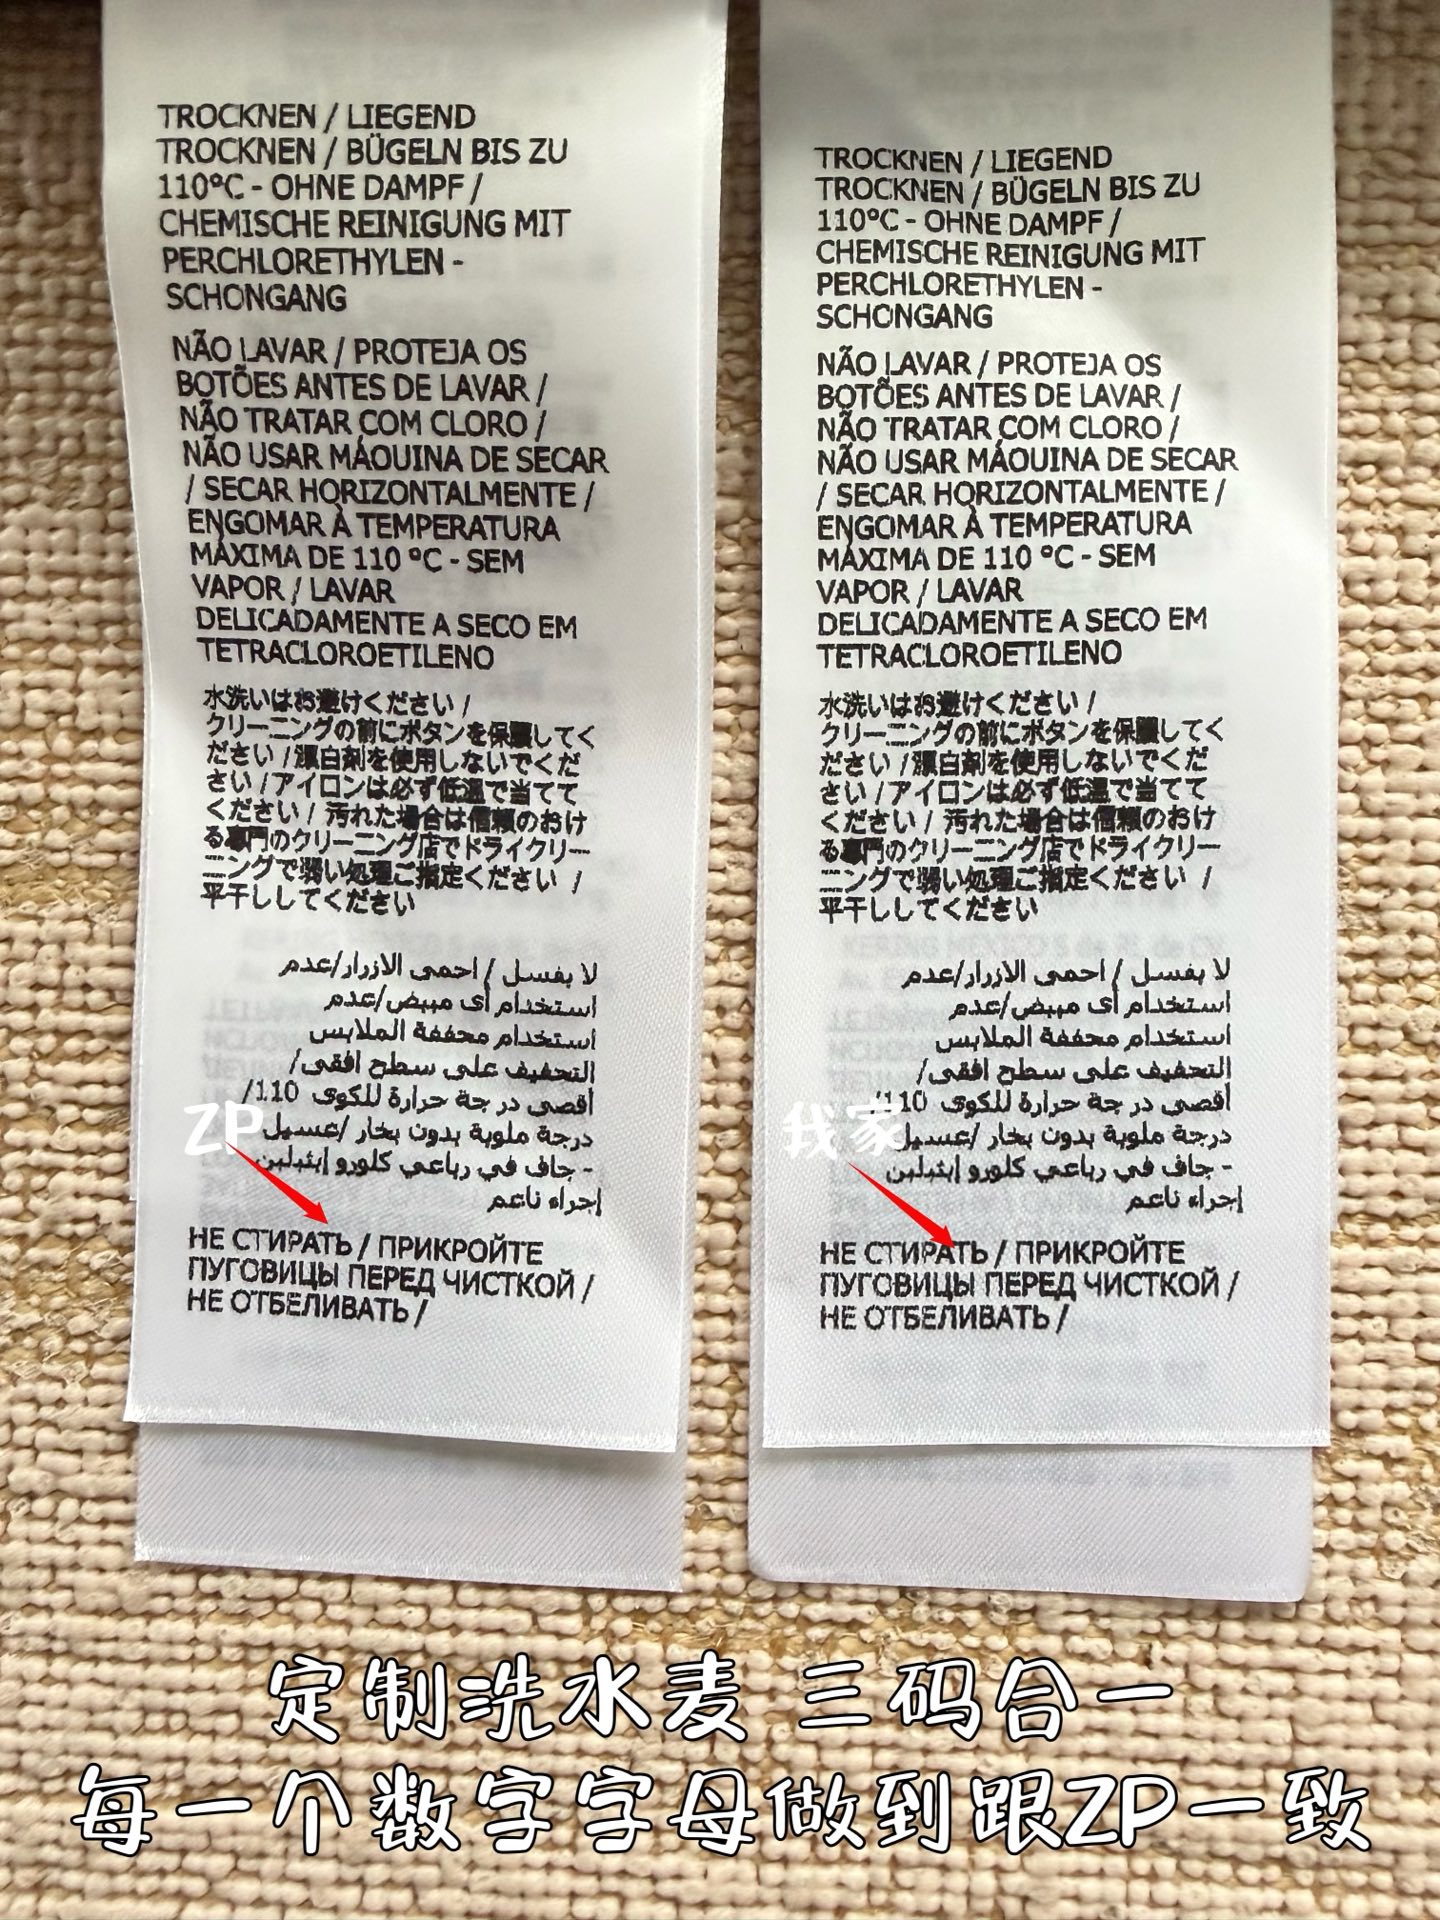 TROCKNEN / LIEGEND
TROCKNEN / BÜGELN BIS ZU
110°C - OHNE DAMPF /
CHEMISCHE REINIGUNG MIT
PERCHLORETHYLEN -
SCHONGANG
NÃO LAVAR / PROTEJA OS
BOTÕES ANTES DE LAVAR /
NÃO TRATAR COM CLORO /
NÃO USAR MÁQUINA DE SECAR
/ SECAR HORIZONTALMENTE /
ENGOMAR À TEMPERATURA
MÁXIMA DE 110 °C - SEM
VAPOR / LAVAR
DELICADAMENTE A SECO EM
TETRACLOROETILENO
水洗いはお避けください /
クリーニングの前にボタンを保護してく
ださい / 漂白剤を使用しないでくだ
さい / アイロンは必ず低温で当てて
ください / 汚れた場合は信頼のおけ
る専門のクリーニング店でドライクリー
ニングで弱い処理ご指定ください /
平干ししてください
لا يغسل / احمى الازرار/عدم
استخدام أى مبيض/عدم
استخدام مجففة الملابس
التجفيف على سطح افقى/
أقصى در جة حرارة للكوى 110/
درجة ملوية بدون بخار /غسيل
- جاف في رباعي كلورو إيثيلين
إجراء ناعم
НЕ СТИРАТЬ / ПРИКРОЙТЕ
ПУГОВИЦЫ ПЕРЕД ЧИСТКОЙ /
НЕ ОТБЕЛИВАТЬ /
ZP
TROCKNEN / LIEGEND
TROCKNEN / BÜGELN BIS ZU
110°C - OHNE DAMPF /
CHEMISCHE REINIGUNG MIT
PERCHLORETHYLEN -
SCHONGANG
NÃO LAVAR / PROTEJA OS
BOTÕES ANTES DE LAVAR /
NÃO TRATAR COM CLORO /
NÃO USAR MÁQUINA DE SECAR
/ SECAR HORIZONTALMENTE /
ENGOMAR À TEMPERATURA
MÁXIMA DE 110 °C - SEM
VAPOR / LAVAR
DELICADAMENTE A SECO EM
TETRACLOROETILENO
水洗いはお避けください /
クリーニングの前にボタンを保護してく
ださい / 漂白剤を使用しないでくだ
さい / アイロンは必ず低温で当てて
ください / 汚れた場合は信頼のおけ
る専門のクリーニング店でドライクリー
ニングで弱い処理ご指定ください /
平干ししてください
لا يغسل / احمى الازرار/عدم
استخدام أى مبيض/عدم
استخدام مجففة الملابس
التجفيف على سطح افقى/
أقصى در جة حرارة للكوى 110/
درجة ملوية بدون بخار /غسيل
- جاف في رباعي كلورو إيثيلين
إجراء ناعم
НЕ СТИРАТЬ / ПРИКРОЙТЕ
ПУГОВИЦЫ ПЕРЕД ЧИСТКОЙ /
НЕ ОТБЕЛИВАТЬ /
我家
定制洗水麦 三码合一
每一个数字字母做到跟ZP一致